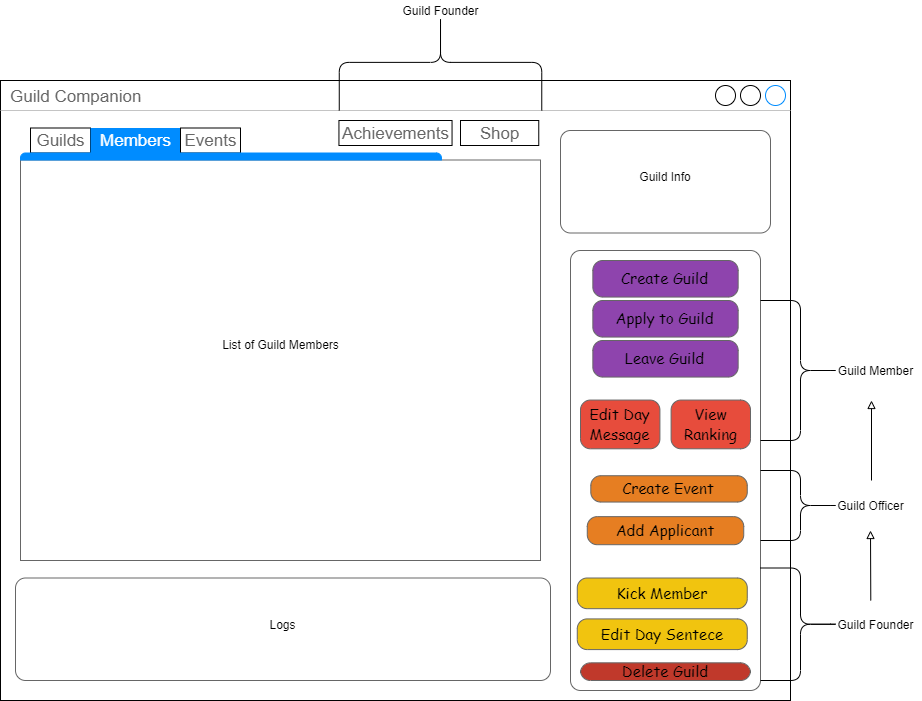 Guild Founder
Guild Companion
Guilds
Members
Events
Achievements
Shop
Guild Info
List of Guild Members
Logs
Create Guild
Apply to Guild
Leave Guild
Edit Day
Message
View
Ranking
Create Event
Add Applicant
Kick Member
Edit Day Sentece
Delete Guild
Guild Member
Guild Officer
Guild Founder